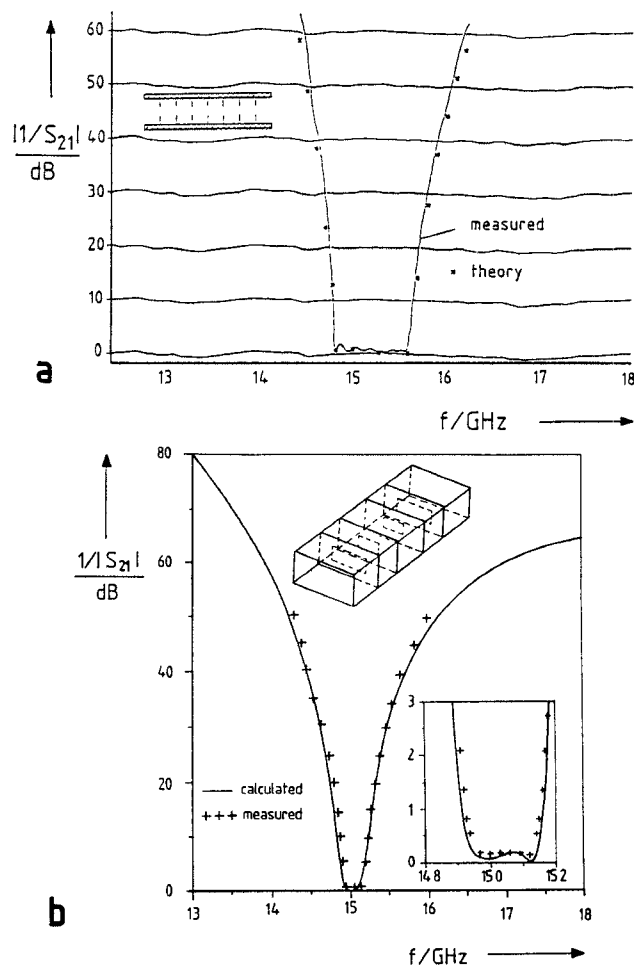 60
50
|1/S21|
dB
40
30
measured
20
× theory
10
0
a
13 14 15 16 17 18
f/GHz
80
1/|S21|
dB
60
40
3
2
— calculated
+++ measured
20
1
0
14 8 15.0 15 2
0
b
13 14 15 16 17 18
f/GHz